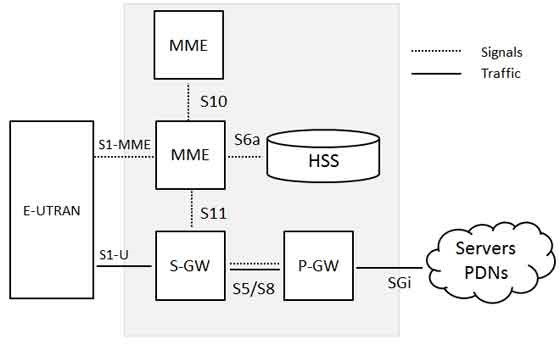 MME
Signals
Traffic
S10
S1-MME
MME
S6a
HSS
E-UTRAN
S11
S1-U
S-GW
S5/S8
P-GW
SGi
Servers
PDNs